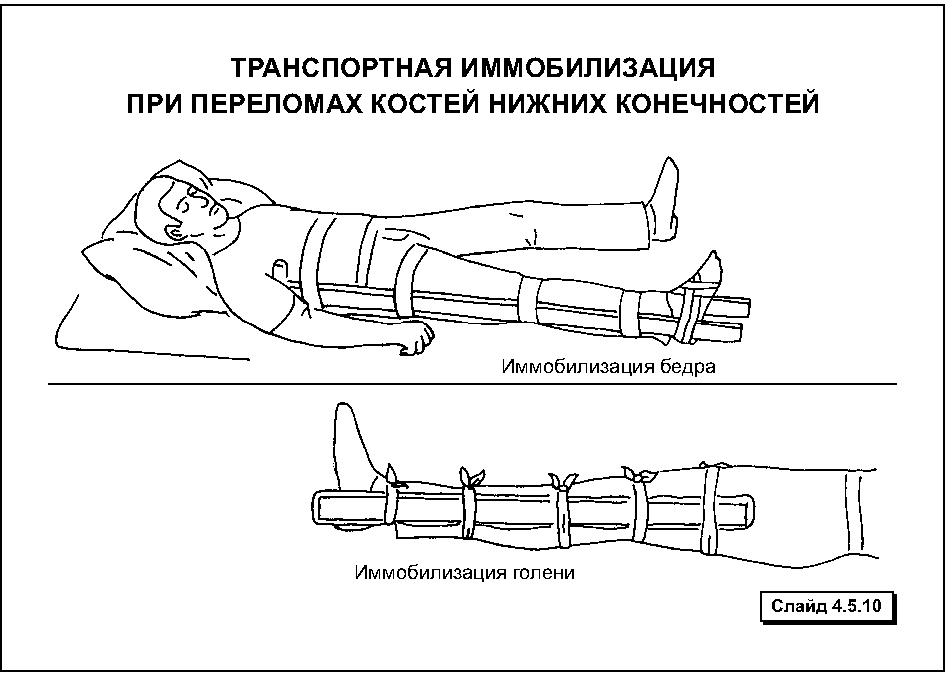 ТРАНСПОРТНАЯ ИММОБИЛИЗАЦИЯ
ПРИ ПЕРЕЛОМАХ КОСТЕЙ НИЖНИХ КОНЕЧНОСТЕЙ
Иммобилизация бедра
Иммобилизация голени
Слайд 4.5.10